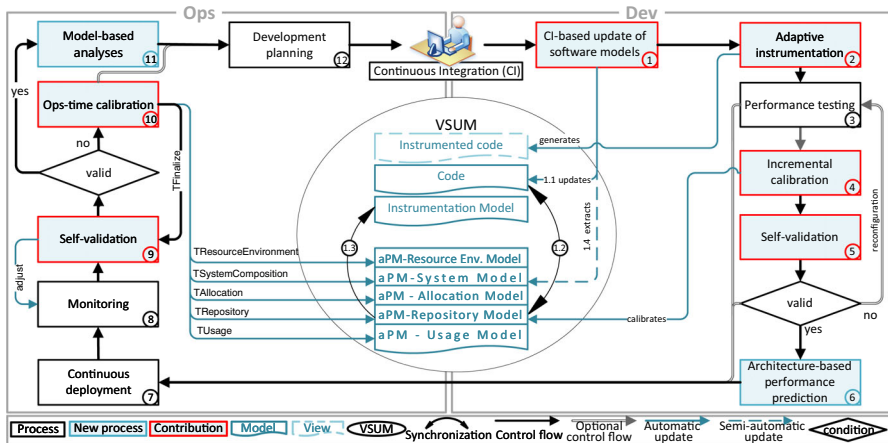 Ops
Dev
Model-based
analyses
11
Development
planning
12
Continuous Integration (CI)
CI-based update of
software models
1
Adaptive
instrumentation
2
yes
Ops-time calibration
10
no
valid
TFinalize
Self-validation
9
adjust
Monitoring
8
Continuous
deployment
7
TResourceEnvironment
TSystemComposition
TAllocation
TRepository
TUsage
VSUM
Instrumented code
Code
Instrumentation Model
1.3
1.2
aPM-Resource Env. Model
aPM-System Model
aPM - Allocation Model
aPM-Repository Model
aPM - Usage Model
generates
1.1 updates
1.4 extracts
calibrates
Performance testing
3
Incremental
calibration
4
Self-validation
5
reconfiguration
valid
no
yes
Architecture-based
performance
prediction
6
Process
New process
Contribution
Model
View
VSUM
Synchronization
Control flow
Optional
control flow
Automatic
update
Semi-automatic
update
condition